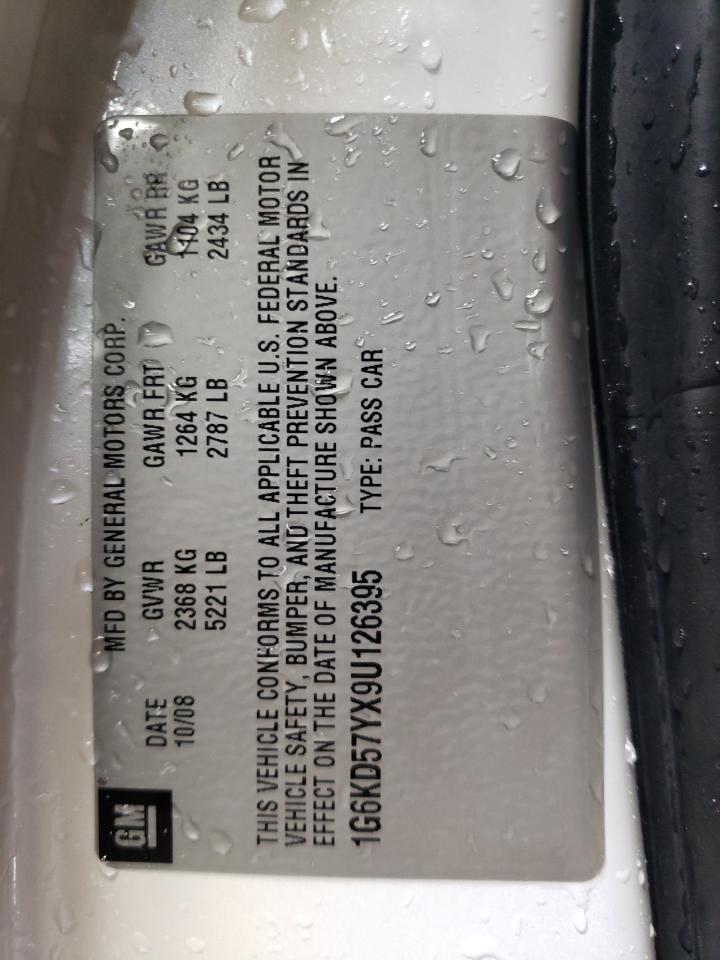 GM
MFD BY GENERAL MOTORS CORP.
DATE GVWR GAWR FRT GAWR RR
10/08 2368 KG 1264 KG 1104 KG
5221 LB 2787 LB 2434 LB
THIS VEHICLE CONFORMS TO ALL APPLICABLE U.S. FEDERAL MOTOR
VEHICLE SAFETY, BUMPER, AND THEFT PREVENTION STANDARDS IN
EFFECT ON THE DATE OF MANUFACTURE SHOWN ABOVE.
1G6KD57YX9U126395 TYPE: PASS CAR